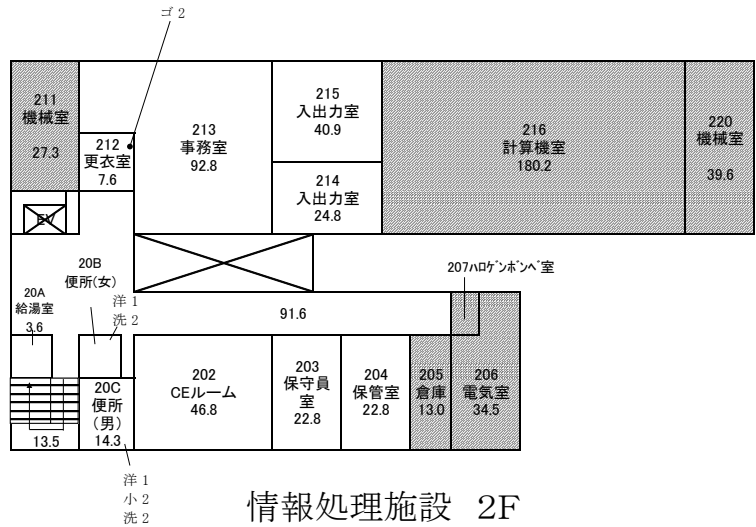 ゴ 2
211
機械室
27.3
212
更衣室
7.6
213
事務室
92.8
215
入出力室
40.9
214
入出力室
24.8
216
計算機室
180.2
220
機械室
39.6
EV
20B
便所(女)
洋 1
洗 2
20A
給湯室
3.6
91.6
207ﾊﾛｹﾞﾝﾎﾞﾝﾍﾞ室
202
CEルーム
46.8
203
保守員
室
22.8
204
保管室
22.8
205
倉庫
13.0
206
電気室
34.5
13.5
20C
便所
(男)
14.3
洋 1
小 2
洗 2
情報処理施設 2F